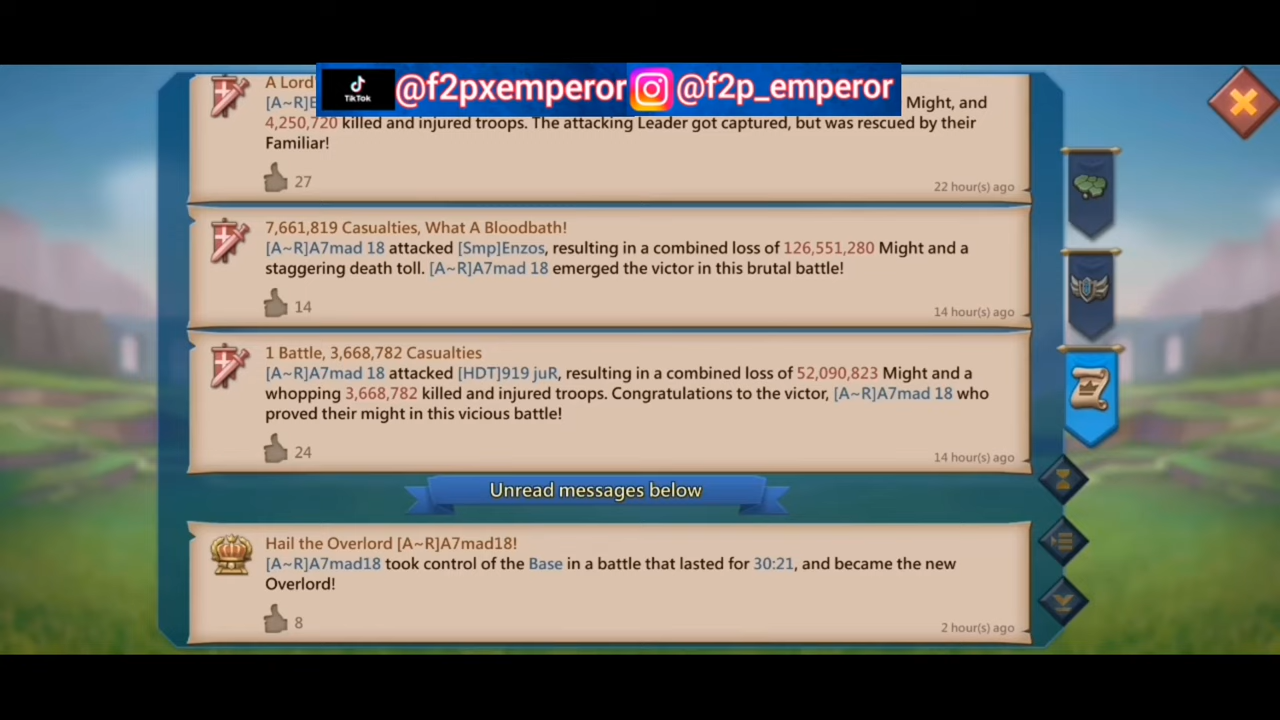 TikTok @f2pxemperor @f2p_emperor
A Lord
[A~R] Might, and
4,250,720 killed and injured troops. The attacking Leader got captured, but was rescued by their
Familiar!
27
22 hour(s) ago
7,661,819 Casualties, What A Bloodbath!
[A~R]A7mad 18 attacked [Smp]Enzos, resulting in a combined loss of 126,551,280 Might and a
staggering death toll. [A~R]A7mad 18 emerged the victor in this brutal battle!
14
14 hour(s) ago
1 Battle, 3,668,782 Casualties
[A~R]A7mad 18 attacked [HDT]919 juR, resulting in a combined loss of 52,090,823 Might and a
whopping 3,668,782 killed and injured troops. Congratulations to the victor, [A~R]A7mad 18 who
proved their might in this vicious battle!
24
14 hour(s) ago
Unread messages below
Hail the Overlord [A~R]A7mad18!
[A~R]A7mad18 took control of the Base in a battle that lasted for 30:21, and became the new
Overlord!
8
2 hour(s) ago